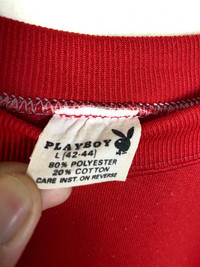 PLAYBOY
L (42-44)
80% POLYESTER
20% COTTON
CARE INST. ON REVERSE